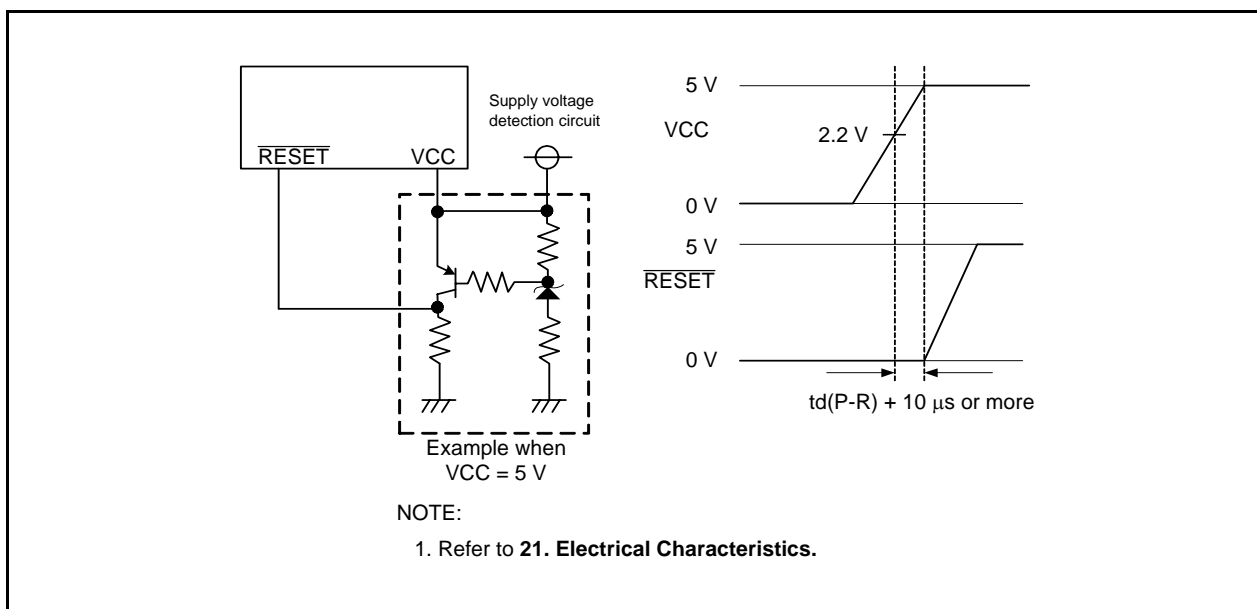 Supply voltage
detection circuit
RESET
VCC
Example when
VCC = 5 V
5 V
VCC
2.2 V
0 V
5 V
RESET
0 V
td(P-R) + 10 μs or more
NOTE:
1. Refer to 21. Electrical Characteristics.